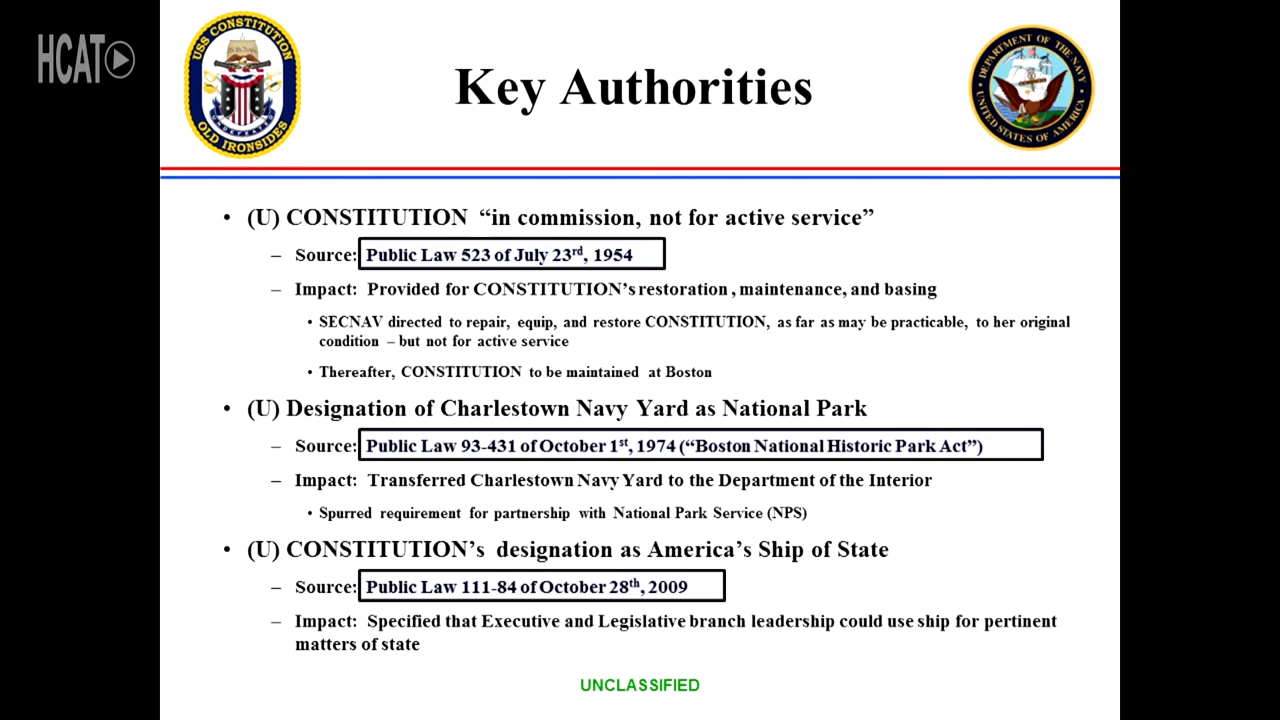 HCAT
USS CONSTITUTION
OLD IRONSIDES
Key Authorities
DEPARTMENT OF THE NAVY
UNITED STATES OF AMERICA
• (U) CONSTITUTION “in commission, not for active service”
– Source: Public Law 523 of July 23rd, 1954
– Impact: Provided for CONSTITUTION’s restoration, maintenance, and basing
• SECNAV directed to repair, equip, and restore CONSTITUTION, as far as may be practicable, to her original
condition – but not for active service
• Thereafter, CONSTITUTION to be maintained at Boston
• (U) Designation of Charlestown Navy Yard as National Park
– Source: Public Law 93-431 of October 1st, 1974 (“Boston National Historic Park Act”)
– Impact: Transferred Charlestown Navy Yard to the Department of the Interior
• Spurred requirement for partnership with National Park Service (NPS)
• (U) CONSTITUTION’s designation as America’s Ship of State
– Source: Public Law 111-84 of October 28th, 2009
– Impact: Specified that Executive and Legislative branch leadership could use ship for pertinent
matters of state
UNCLASSIFIED